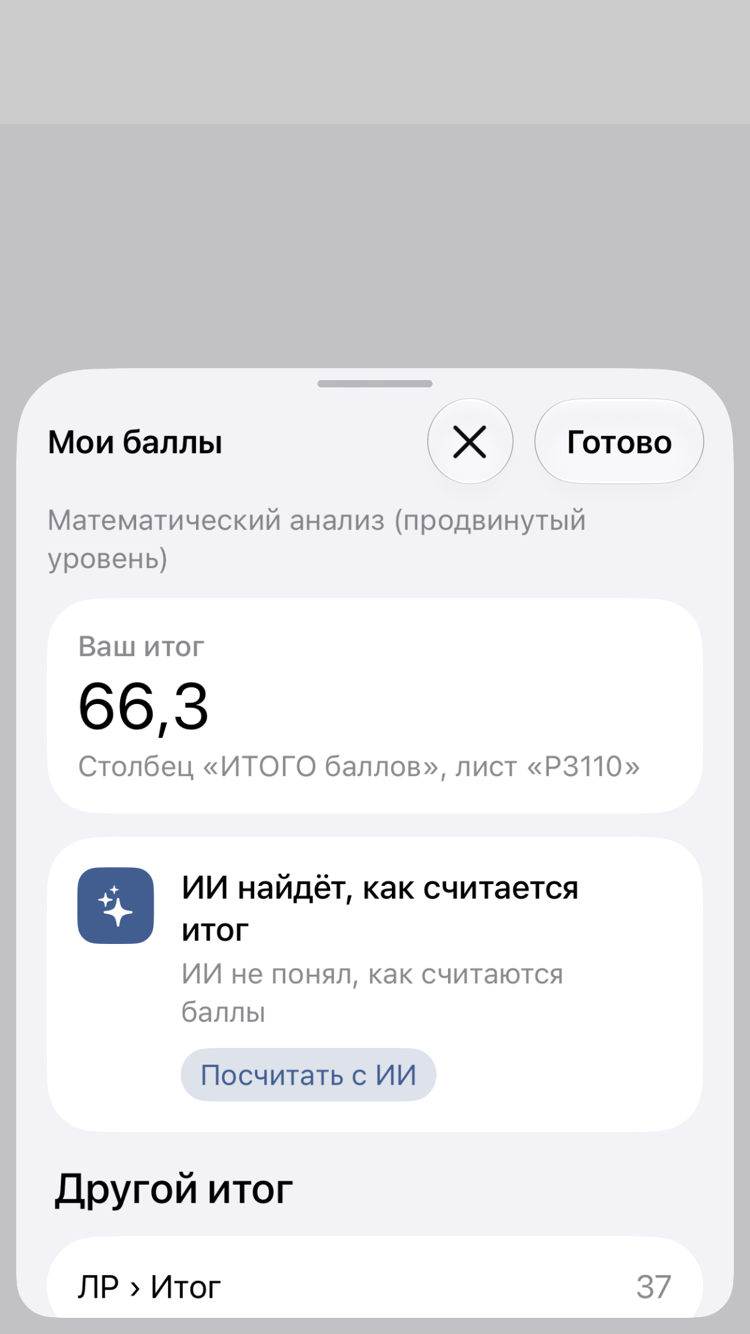 Мои баллы
Готово
Математический анализ (продвинутый
уровень)
Ваш итог
66,3
Столбец «ИТОГО баллов», лист «P3110»
ИИ найдёт, как считается
итог
ИИ не понял, как считаются
баллы
Посчитать с ИИ
Другой итог
ЛР › Итог 37